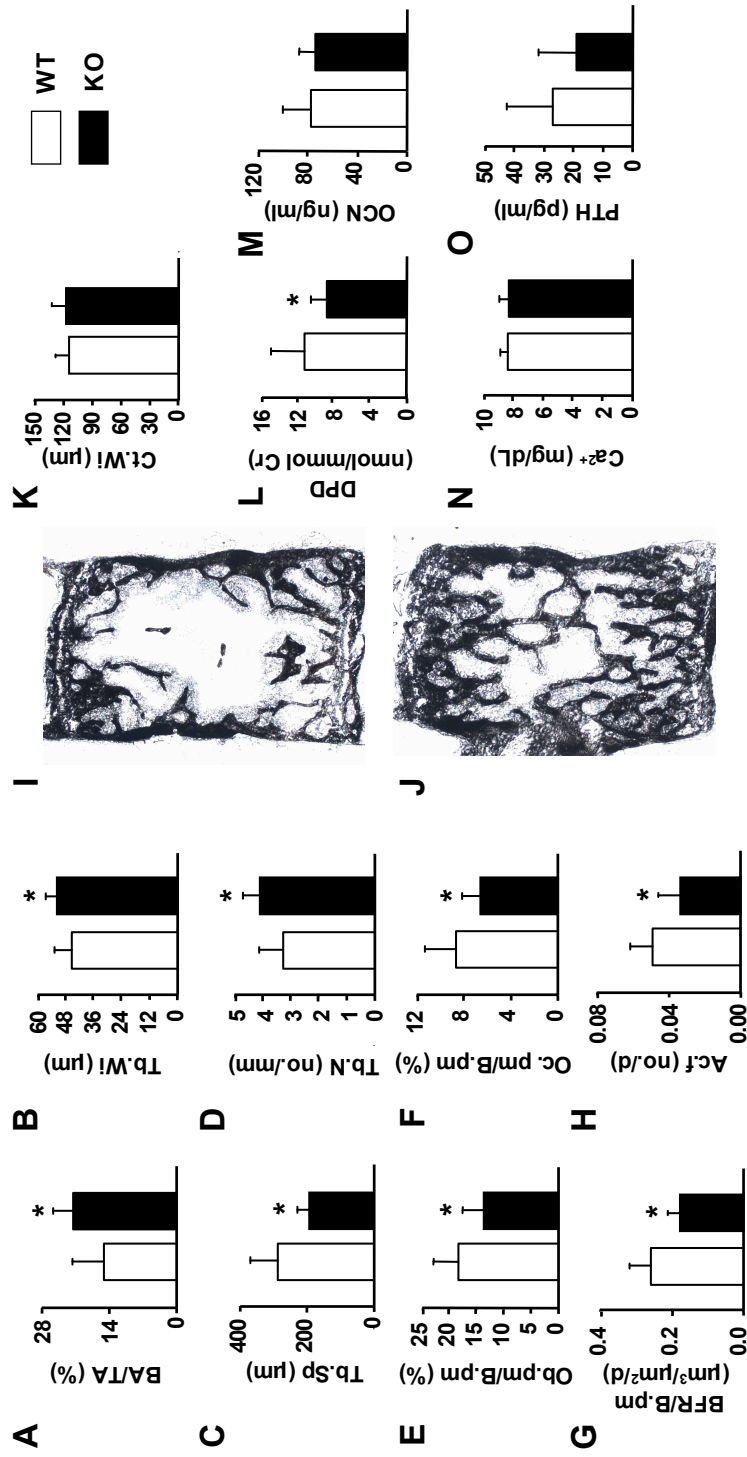 A
BA/TA (%)
28
14
0
*
B
Tb.Wi (µm)
60
48
36
24
12
0
*
C
Tb.Sp (µm)
400
200
0
*
D
Tb.N (no./mm)
5
4
3
2
1
0
*
E
Ob.pm/B.pm (%)
25
20
15
10
5
0
*
F
Oc. pm/B.pm (%)
12
8
4
0
*
G
BFR/B.pm
(µm³/µm²/d)
0.4
0.2
0.0
*
H
Ac.f (no./d)
0.08
0.04
0.00
*
I
J
K
Ct.Wi (µm)
150
120
90
60
30
0
WT
KO
L
DPD
(nmol/mmol Cr)
16
12
8
4
0
*
M
OCN (ng/ml)
120
80
40
0
N
Ca²⁺ (mg/dL)
10
8
6
4
2
0
O
PTH (pg/ml)
50
40
30
20
10
0